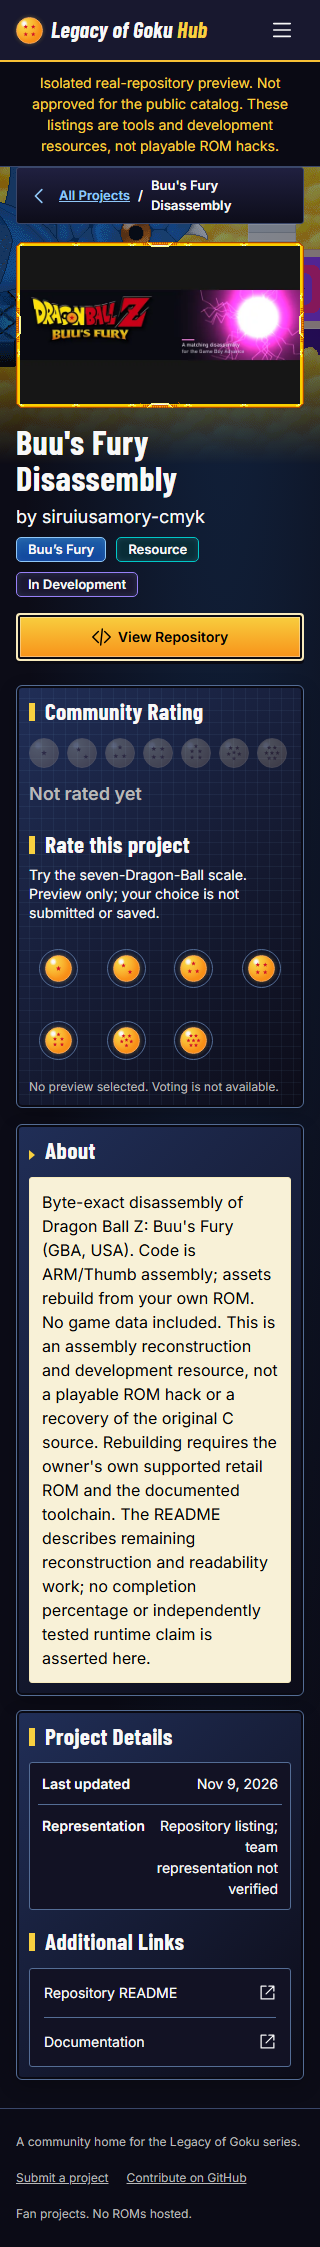 Legacy of Goku Hub
Isolated real-repository preview. Not
approved for the public catalog. These
listings are tools and development
resources, not playable ROM hacks.
All Projects / Buu's Fury
Disassembly
DRAGON BALL Z
BUU'S FURY
A matching disassembly
for the Game Boy Advance
Buu's Fury
Disassembly
by siruiusamory-cmyk
Buu's Fury
Resource
In Development
View Repository
Community Rating
Not rated yet
Rate this project
Try the seven-Dragon-Ball scale.
Preview only; your choice is not
submitted or saved.
No preview selected. Voting is not available.
About
Byte-exact disassembly of
Dragon Ball Z: Buu's Fury
(GBA, USA). Code is
ARM/Thumb assembly; assets
rebuild from your own ROM.
No game data included. This is
an assembly reconstruction
and development resource, not
a playable ROM hack or a
recovery of the original C
source. Rebuilding requires the
owner's own supported retail
ROM and the documented
toolchain. The README
describes remaining
reconstruction and readability
work; no completion
percentage or independently
tested runtime claim is
asserted here.
Project Details
Last updated Nov 9, 2026
Representation Repository listing;
team
representation not
verified
Additional Links
Repository README
Documentation
A community home for the Legacy of Goku series.
Submit a project Contribute on GitHub
Fan projects. No ROMs hosted.